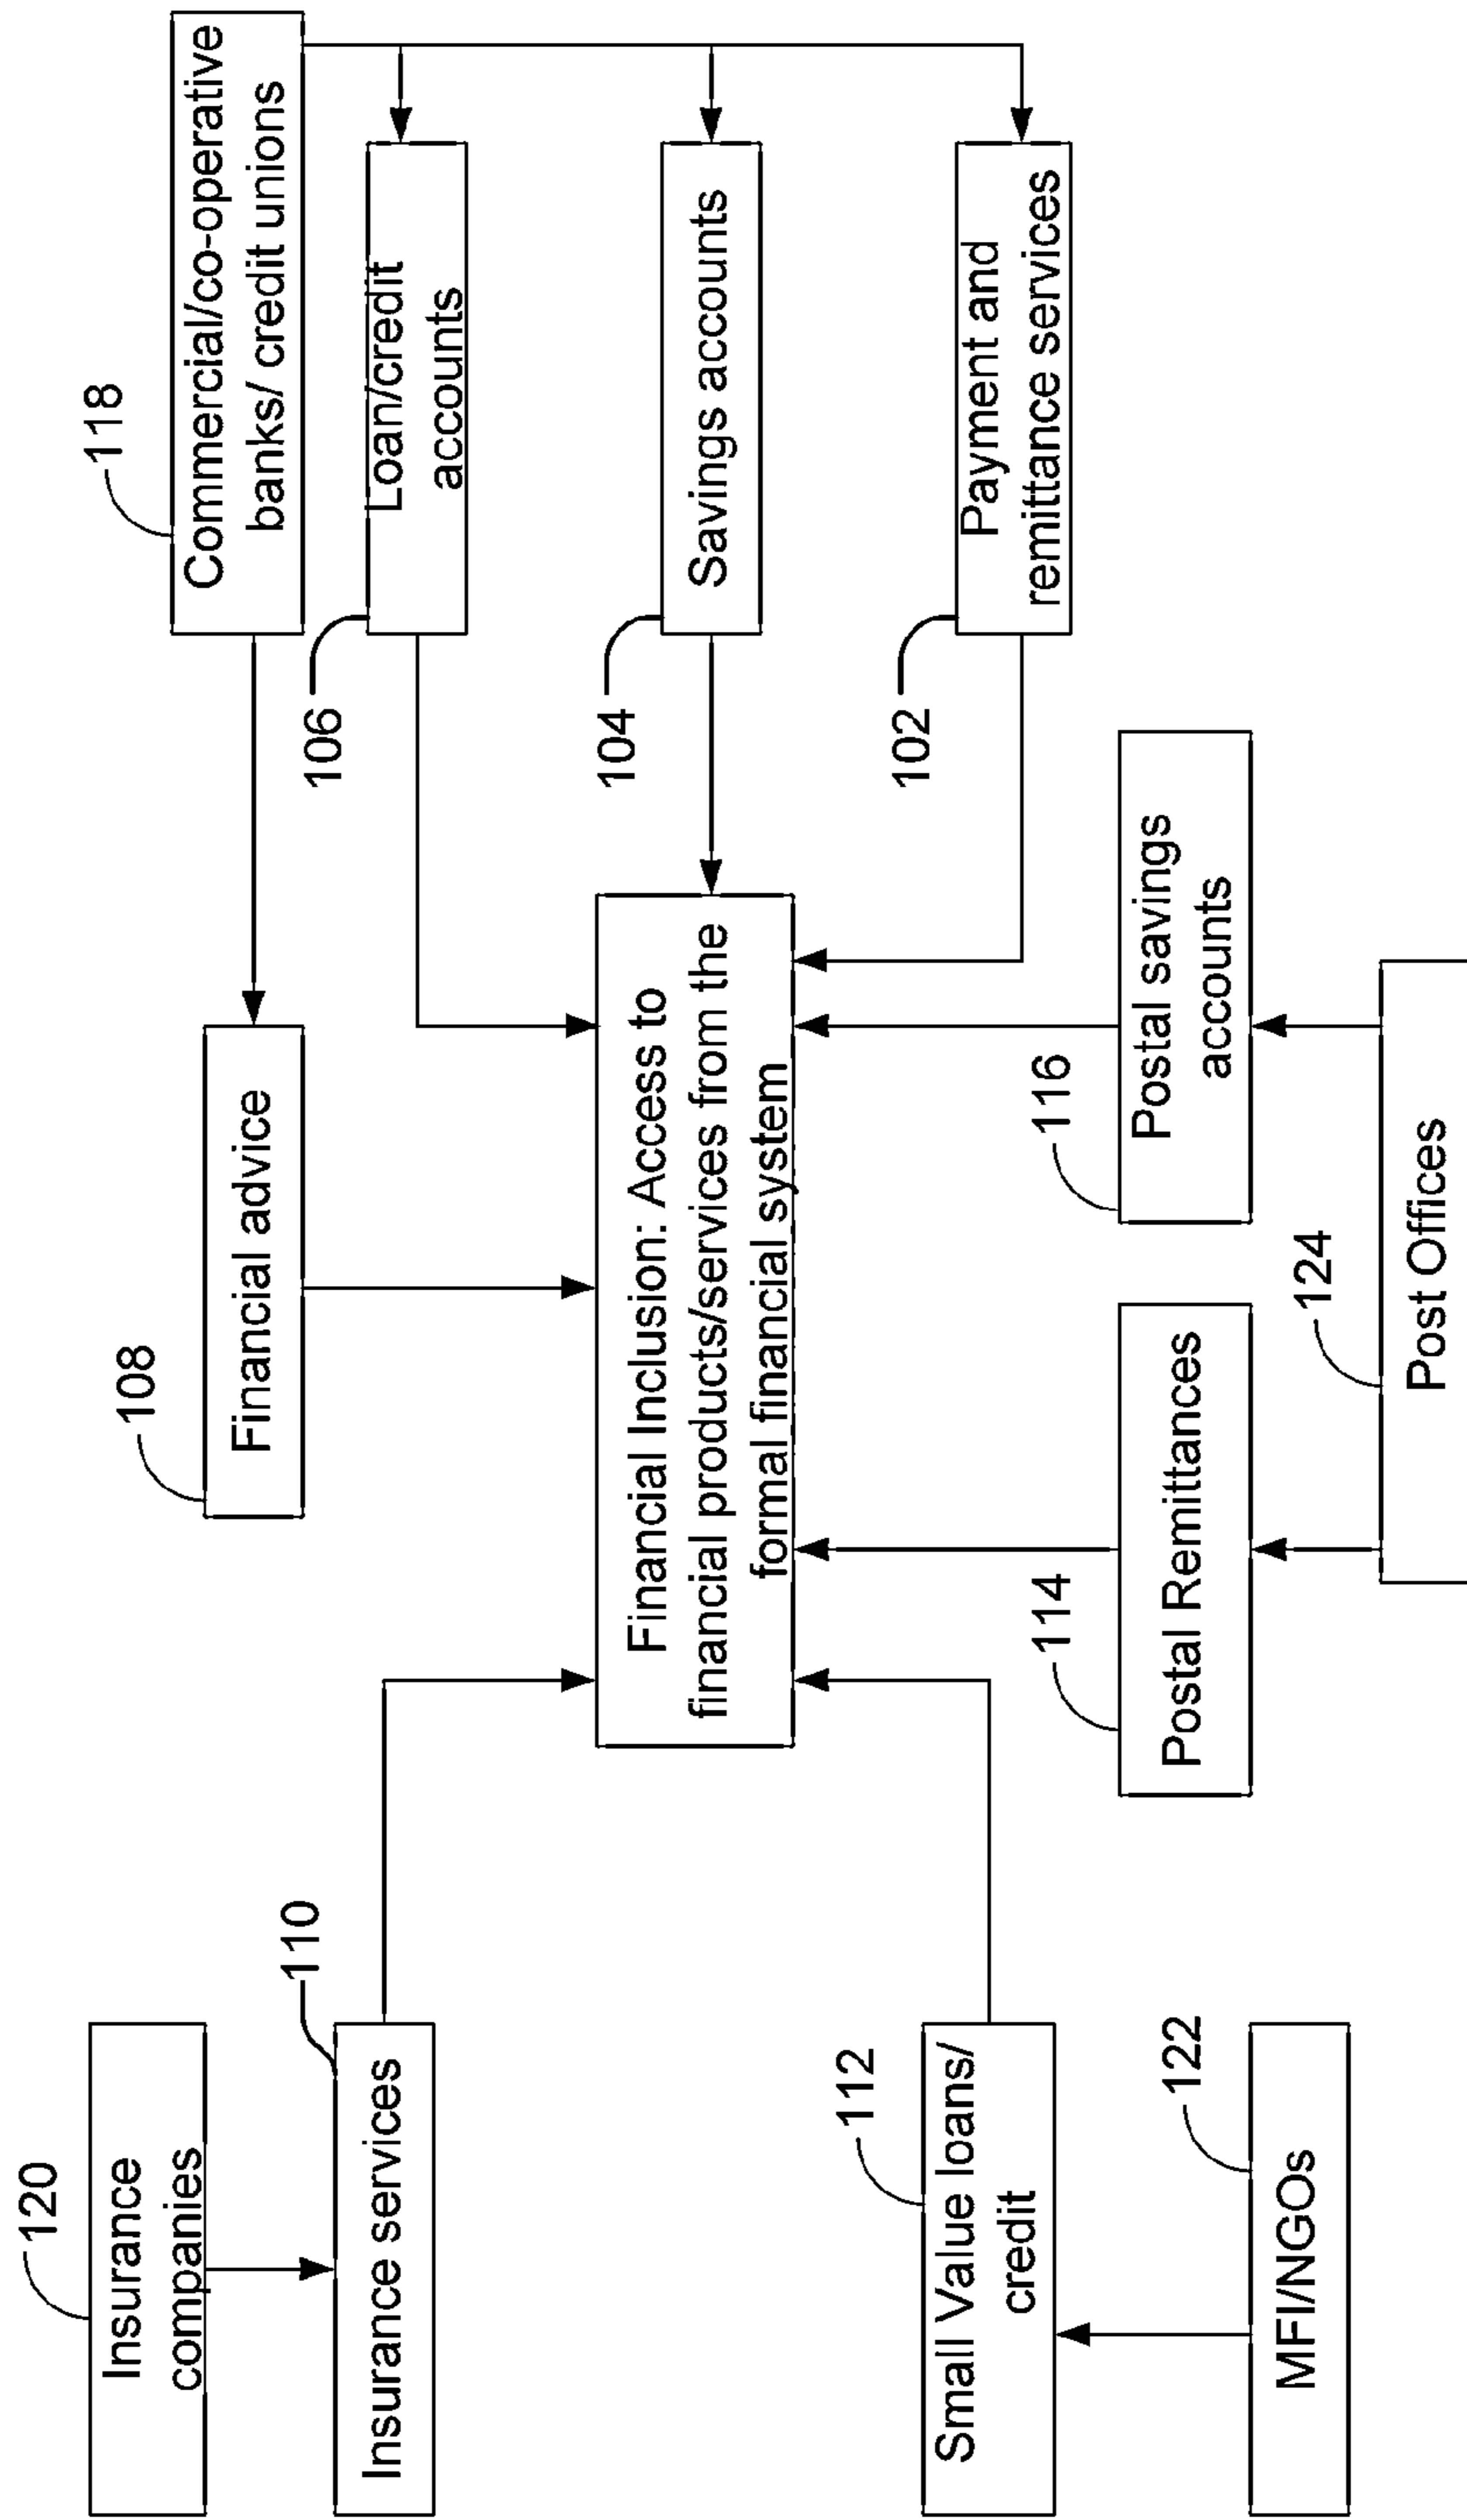 120
Insurance
companies
110
Insurance services
108
Financial advice
118
Commercial/co-operative
banks/ credit unions
106
Loan/credit
accounts
104
Savings accounts
102
Payment and
remittance services
Financial Inclusion: Access to
financial products/services from the
formal financial system
112
Small Value loans/
credit
122
MFI/NGOs
114
Postal Remittances
116
Postal savings
accounts
124
Post Offices